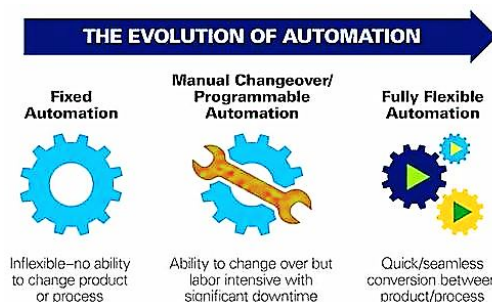 THE EVOLUTION OF AUTOMATION
Fixed
Automation
Manual Changeover/
Programmable
Automation
Fully Flexible
Automation
Inflexible–no ability
to change product
or process
Ability to change over but
labor intensive with
significant downtime
Quick/seamless
conversion between
product/process